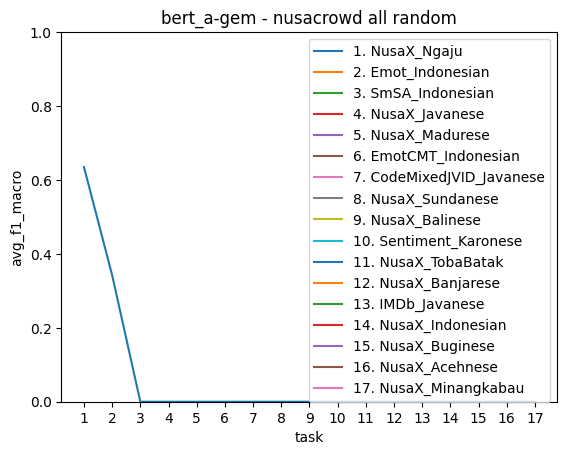 bert_a-gem - nusacrowd all random
1.0
0.8
0.6
0.4
0.2
0.0
avg_f1_macro
1. NusaX_Ngaju
2. Emot_Indonesian
3. SmSA_Indonesian
4. NusaX_Javanese
5. NusaX_Madurese
6. EmotCMT_Indonesian
7. CodeMixedJVID_Javanese
8. NusaX_Sundanese
9. NusaX_Balinese
10. Sentiment_Karonese
11. NusaX_TobaBatak
12. NusaX_Banjarese
13. IMDb_Javanese
14. NusaX_Indonesian
15. NusaX_Buginese
16. NusaX_Acehnese
17. NusaX_Minangkabau
1 2 3 4 5 6 7 8 9 10 11 12 13 14 15 16 17
task